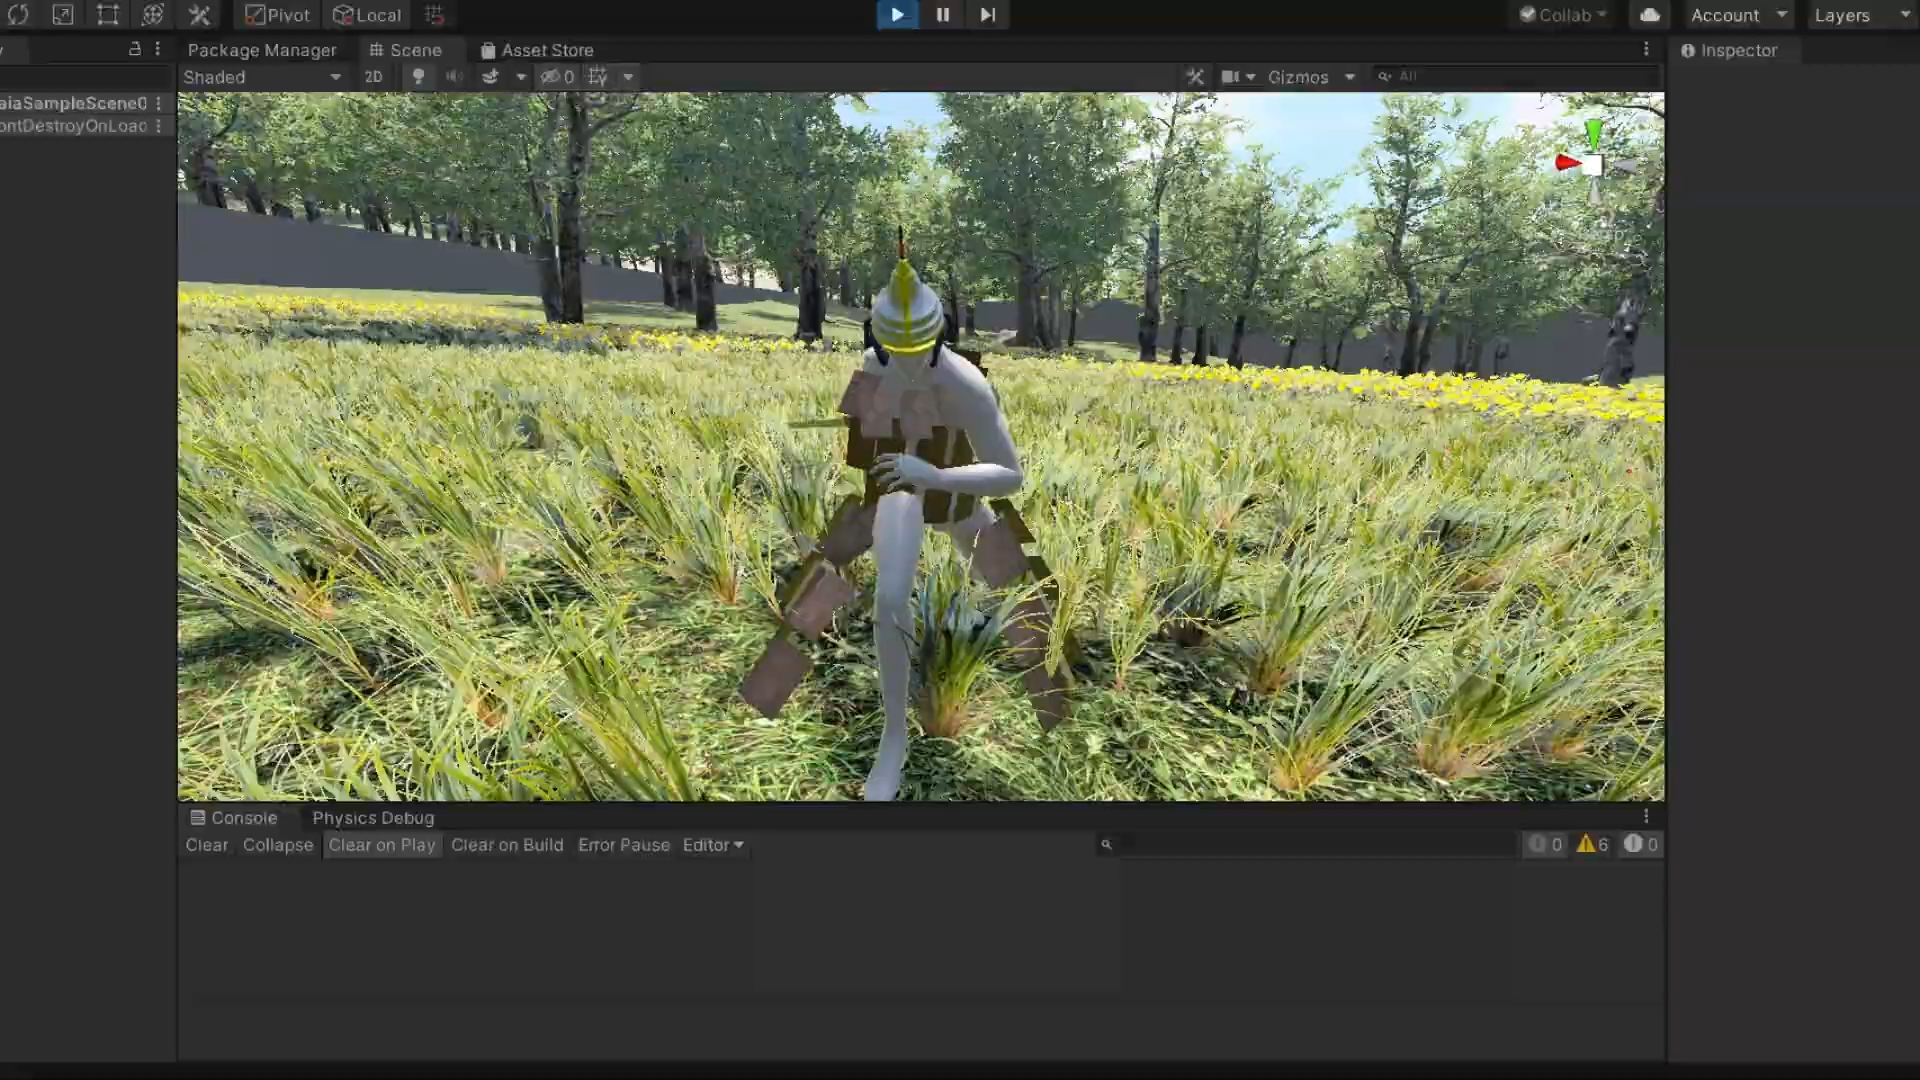 Pivot Local Collab Account Layers
Package Manager Scene Asset Store Inspector
Shaded 2D 0 Gizmos All
aiaSampleScene0
ontDestroyOnLoad
Console Physics Debug
Clear Collapse Clear on Play Clear on Build Error Pause Editor 0 6 0